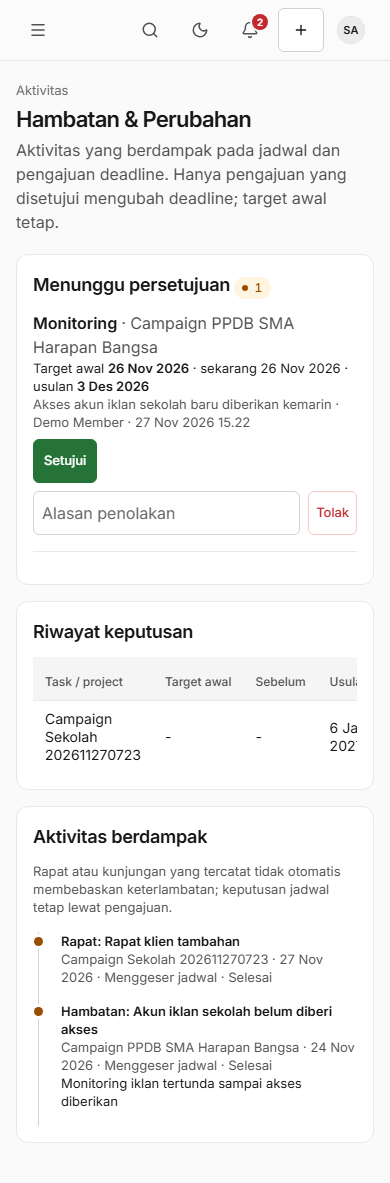 2
SA
Aktivitas
Hambatan & Perubahan
Aktivitas yang berdampak pada jadwal dan
pengajuan deadline. Hanya pengajuan yang
disetujui mengubah deadline; target awal
tetap.
Menunggu persetujuan 1
Monitoring · Campaign PPDB SMA
Harapan Bangsa
Target awal 26 Nov 2026 · sekarang 26 Nov 2026 ·
usulan 3 Des 2026
Akses akun iklan sekolah baru diberikan kemarin ·
Demo Member · 27 Nov 2026 15.22
Setujui
Alasan penolakan Tolak
Riwayat keputusan
Task / project Target awal Sebelum
Campaign
Sekolah
202611270723
- - 6
Aktivitas berdampak
Rapat atau kunjungan yang tercatat tidak otomatis
membebaskan keterlambatan; keputusan jadwal
tetap lewat pengajuan.
Rapat: Rapat klien tambahan
Campaign Sekolah 202611270723 · 27 Nov
2026 · Menggeser jadwal · Selesai
Hambatan: Akun iklan sekolah belum diberi
akses
Campaign PPDB SMA Harapan Bangsa · 24 Nov
2026 · Menggeser jadwal · Selesai
Monitoring iklan tertunda sampai akses
diberikan